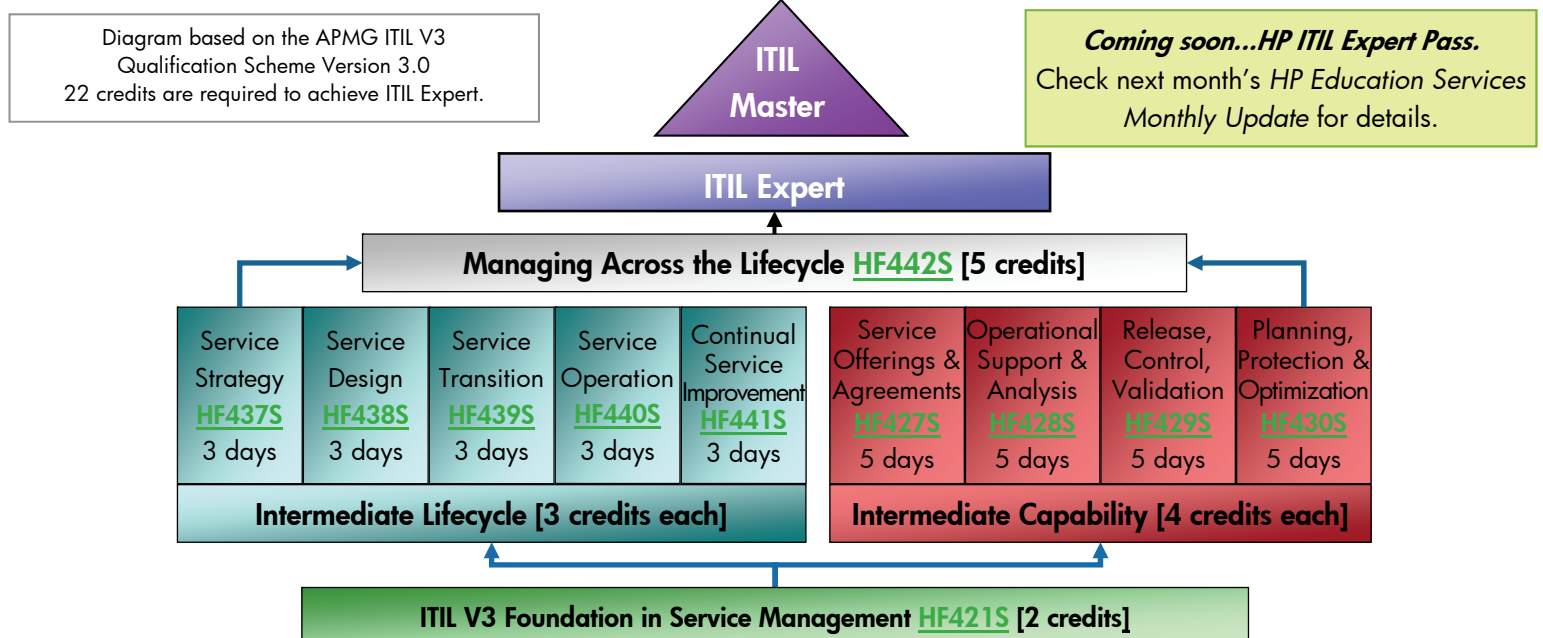 Diagram based on the APMG ITIL V3
Qualification Scheme Version 3.0
22 credits are required to achieve ITIL Expert.
ITIL
Master
Coming soon...HP ITIL Expert Pass.
Check next month's HP Education Services
Monthly Update for details.
ITIL Expert
Managing Across the Lifecycle HF442S [5 credits]
Service
Strategy
HF437S
3 days
Service
Design
HF438S
3 days
Service
Transition
HF439S
3 days
Service
Operation
HF440S
3 days
Continual
Service
Improvement
HF441S
3 days
Service
Offerings &
Agreements
HF427S
5 days
Operational
Support &
Analysis
HF428S
5 days
Release,
Control,
Validation
HF429S
5 days
Planning,
Protection &
Optimization
HF430S
5 days
Intermediate Lifecycle [3 credits each]
Intermediate Capability [4 credits each]
ITIL V3 Foundation in Service Management HF421S [2 credits]